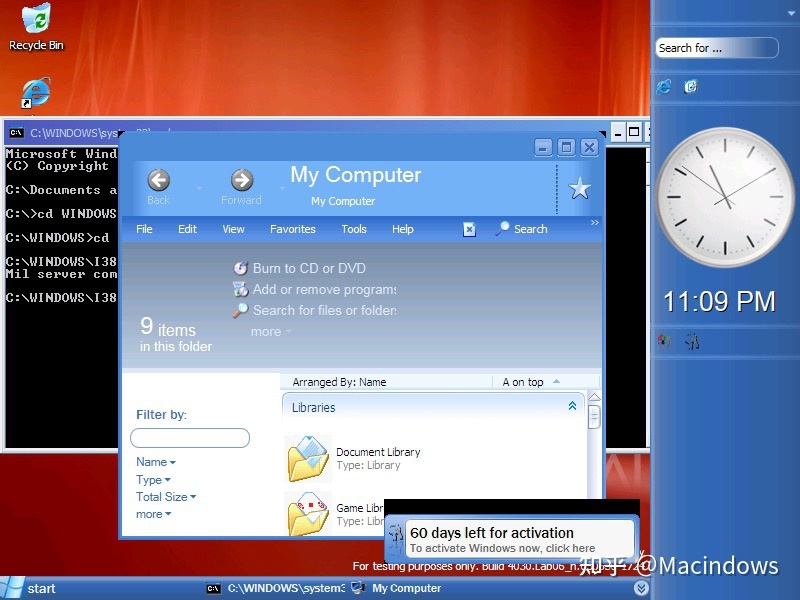 Recycle Bin
Search for ...
C:\WINDOWS\sys
Microsoft Wind
(C) Copyright
C:\Documents a
C:\>cd WINDOWS
C:\WINDOWS>cd
C:\WINDOWS\I38
Mil server com
C:\WINDOWS\I38
My Computer
Back
Forward
My Computer
File Edit View Favorites Tools Help Search
Burn to CD or DVD
Add or remove programs
Search for files or folders
more
9 items
in this folder
Arranged By: Name A on top
Libraries
Filter by:
Name
Type
Total Size
more
Document Library
Type: Library
Game Libr
Type: Libr
11:09 PM
60 days left for activation
To activate Windows now, click here
For testing purposes only. Build 4030.Lab06_n.
知乎 @Macindows
start
C:\WINDOWS\system3
My Computer